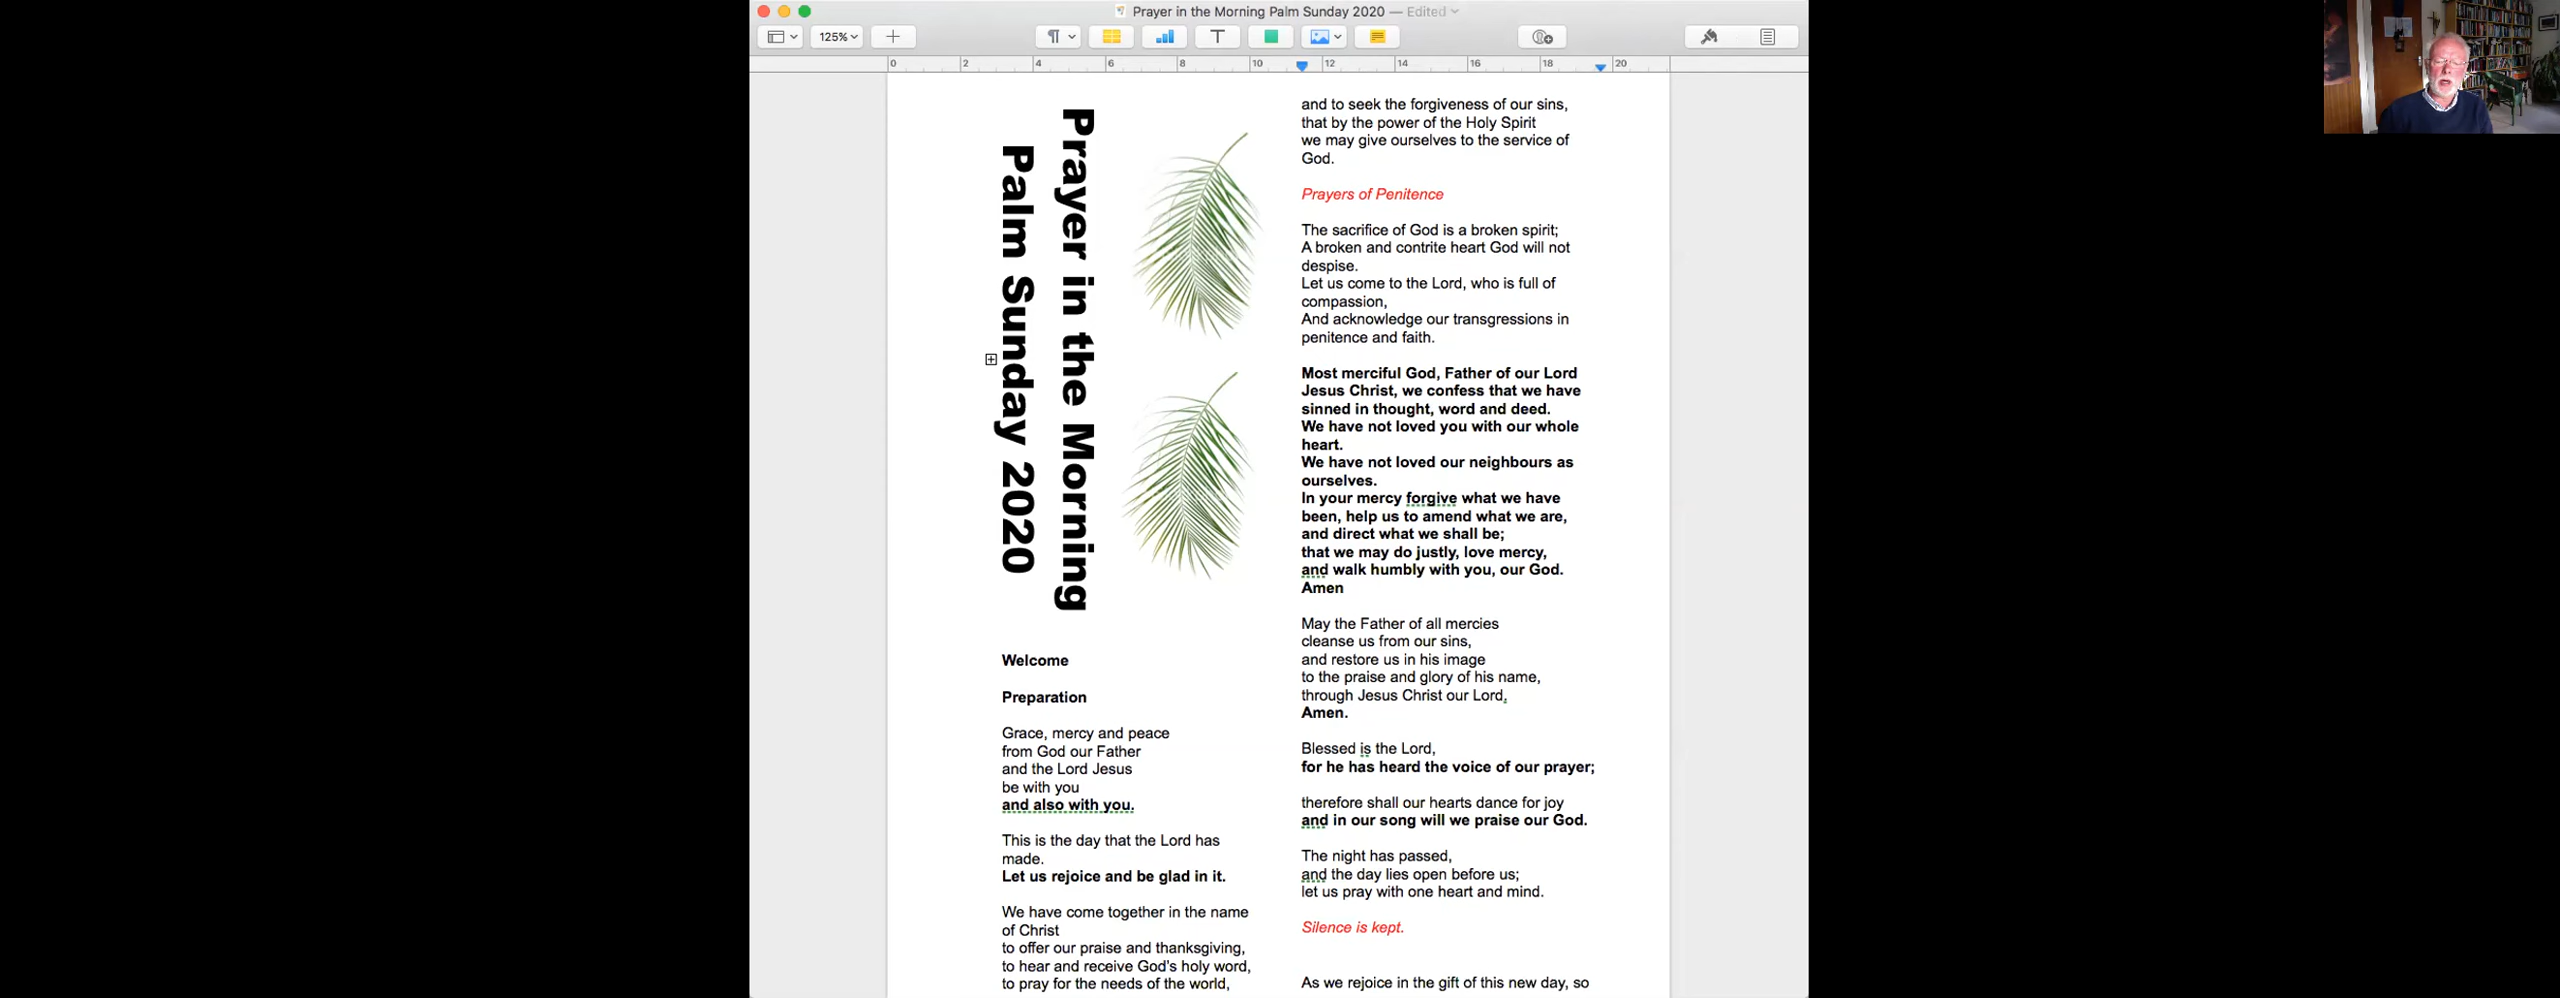 Prayer in the Morning Palm Sunday 2020 — Edited
125%
0 2 4 6 8 10 12 14 16 18 20
Prayer in the Morning
Palm Sunday 2020
Welcome
Preparation
Grace, mercy and peace
from God our Father
and the Lord Jesus
be with you
and also with you.
This is the day that the Lord has
made.
Let us rejoice and be glad in it.
We have come together in the name
of Christ
to offer our praise and thanksgiving,
to hear and receive God's holy word,
to pray for the needs of the world,
and to seek the forgiveness of our sins,
that by the power of the Holy Spirit
we may give ourselves to the service of
God.
Prayers of Penitence
The sacrifice of God is a broken spirit;
A broken and contrite heart God will not
despise.
Let us come to the Lord, who is full of
compassion,
And acknowledge our transgressions in
penitence and faith.
Most merciful God, Father of our Lord
Jesus Christ, we confess that we have
sinned in thought, word and deed.
We have not loved you with our whole
heart.
We have not loved our neighbours as
ourselves.
In your mercy forgive what we have
been, help us to amend what we are,
and direct what we shall be;
that we may do justly, love mercy,
and walk humbly with you, our God.
Amen
May the Father of all mercies
cleanse us from our sins,
and restore us in his image
to the praise and glory of his name,
through Jesus Christ our Lord.
Amen.
Blessed is the Lord,
for he has heard the voice of our prayer;
therefore shall our hearts dance for joy
and in our song will we praise our God.
The night has passed,
and the day lies open before us;
let us pray with one heart and mind.
Silence is kept.
As we rejoice in the gift of this new day, so